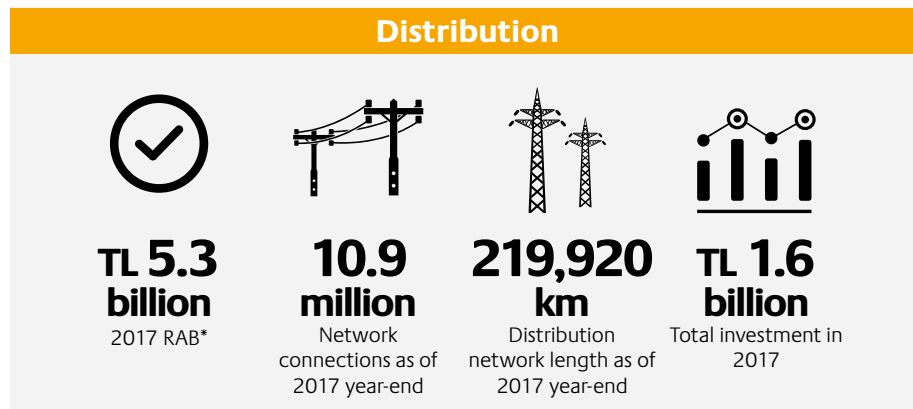 Distribution
TL 5.3
billion
2017 RAB*
10.9
million
Network
connections as of
2017 year-end
219,920
km
Distribution
network length as of
2017 year-end
TL 1.6
billion
Total investment in
2017